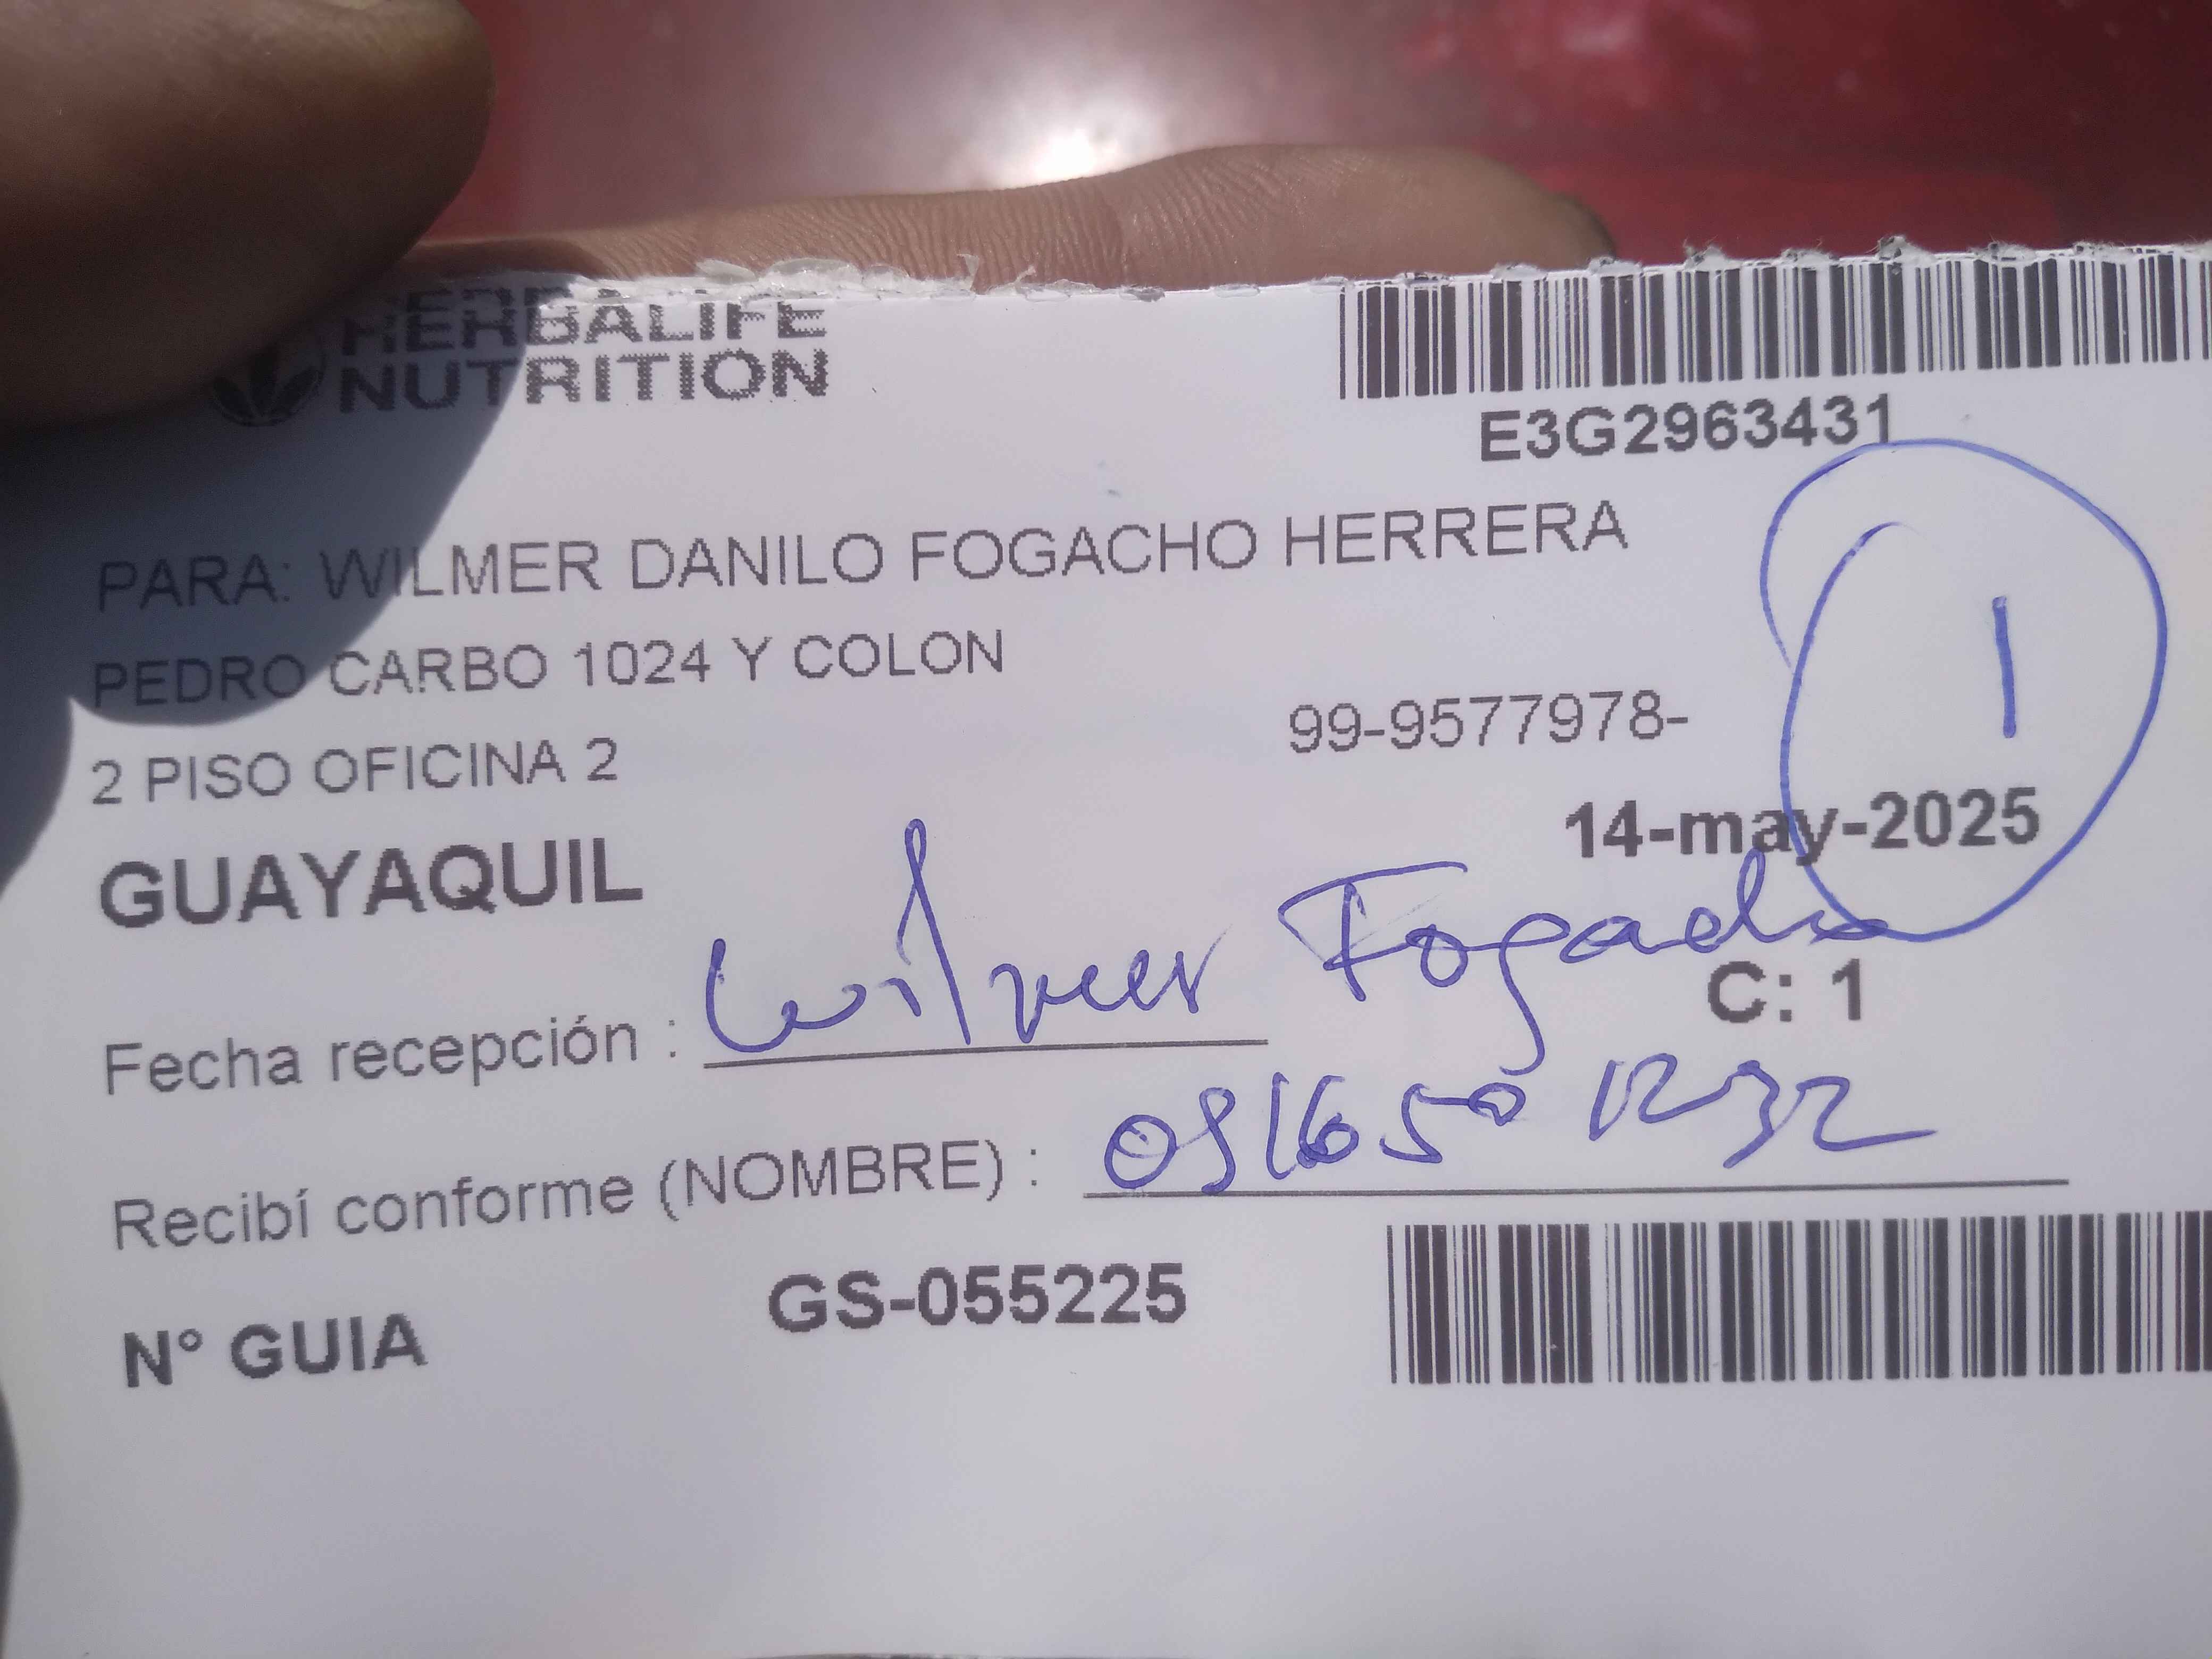 HERBALIFE
NUTRITION
E3G2963431
PARA: WILMER DANILO FOGACHO HERRERA
PEDRO CARBO 1024 Y COLON
99-9577978-
2 PISO OFICINA 2
1
14-may-2025
GUAYAQUIL
Fecha recepción : Wilmer Fogacho
C: 1
Recibí conforme (NOMBRE) : 0916501232
N° GUIA GS-055225